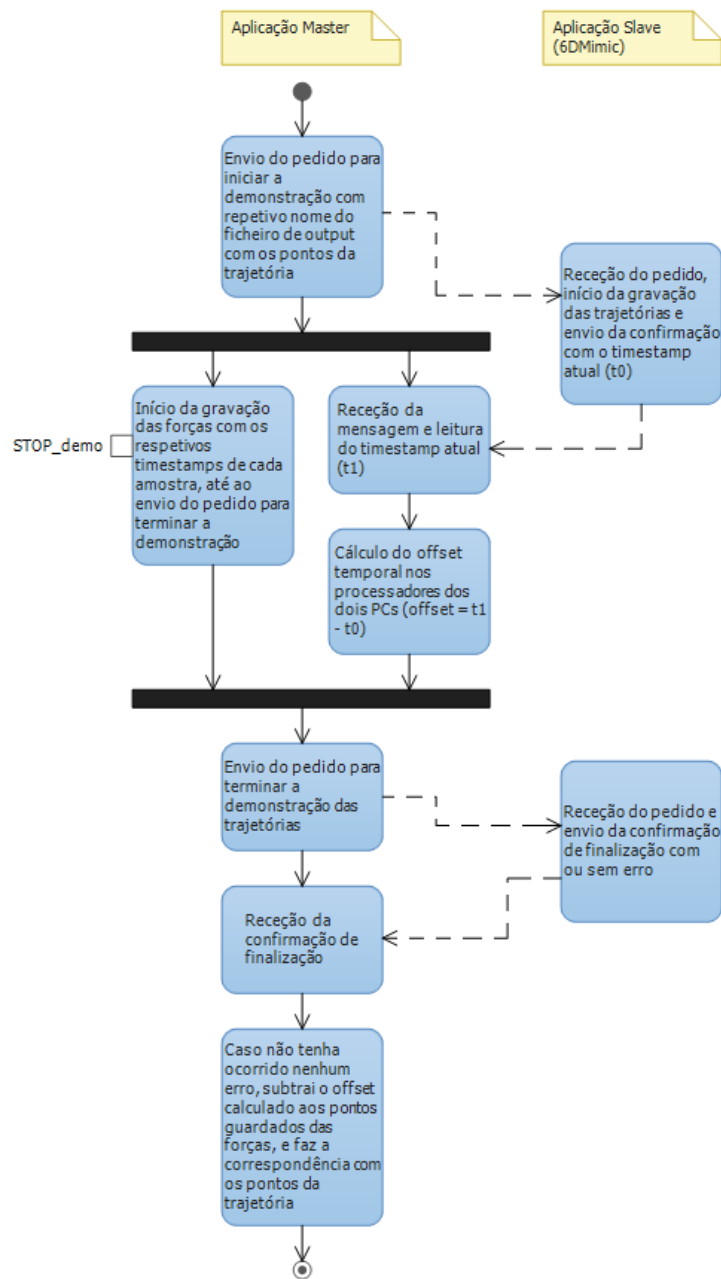 Aplicação Master
Aplicação Slave
(6DMimic)
Envio do pedido para
iniciar a
demonstração com
repetivo nome do
ficheiro de output
com os pontos da
trajetória
Receção do pedido,
início da gravação
das trajetórias e
envio da confirmação
com o timestamp
atual (t0)
STOP_demo
Início da gravação
das forças com os
respetivos
timestamps de cada
amostra, até ao
envio do pedido para
terminar a
demonstração
Receção da
mensagem e leitura
do timestamp atual
(t1)
Cálculo do offset
temporal nos
processadores dos
dois PCs (offset = t1
- t0)
Envio do pedido para
terminar a
demonstração das
trajetórias
Receção do pedido e
envio da confirmação
de finalização com
ou sem erro
Receção da
confirmação de
finalização
Caso não tenha
ocorrido nenhum
erro, subtrai o offset
calculado aos pontos
guardados das
forças, e faz a
correspondência com
os pontos da
trajetória